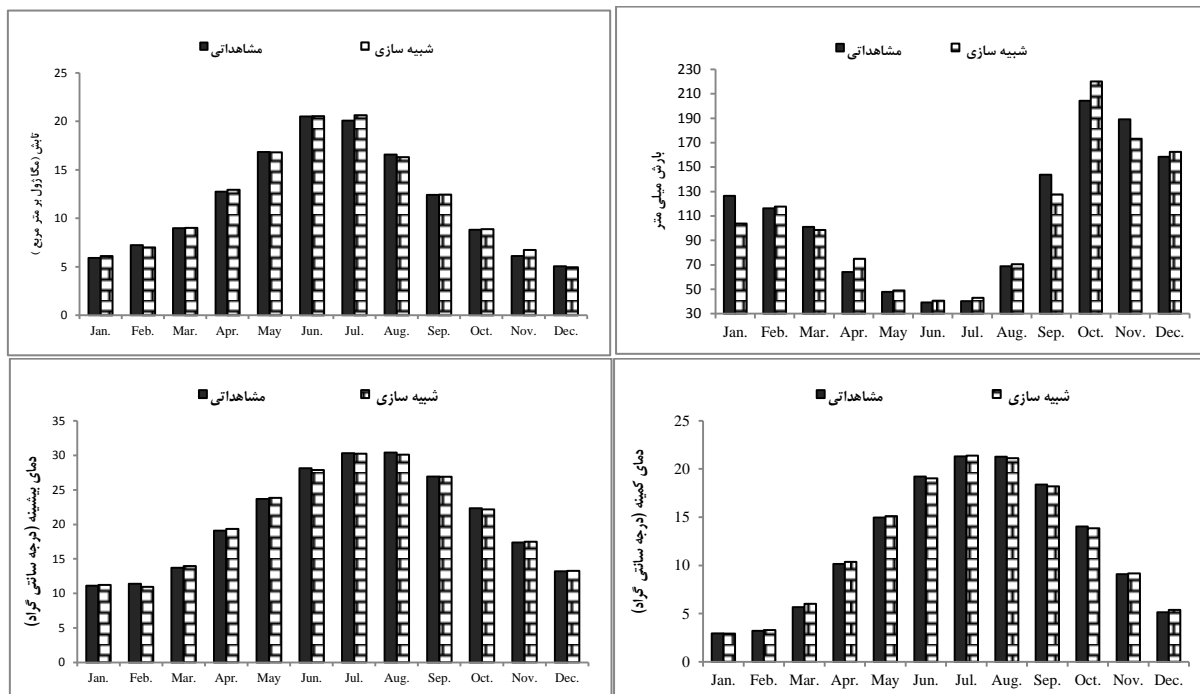 مشاهداتی شبیه سازی
تابش (مگا ژول بر متر مربع )
25
20
15
10
5
0
Jan. Feb. Mar. Apr. May Jun. Jul. Aug. Sep. Oct. Nov. Dec.
مشاهداتی شبیه سازی
بارش میلی متر
230
210
190
170
150
130
110
90
70
50
30
Jan. Feb. Mar. Apr. May Jun. Jul. Aug. Sep. Oct. Nov. Dec.
مشاهداتی شبیه سازی
دمای بیشینه (درجه سانتی گراد)
35
30
25
20
15
10
5
0
Jan. Feb. Mar. Apr. May Jun. Jul. Aug. Sep. Oct. Nov. Dec.
مشاهداتی شبیه سازی
دمای کمینه (درجه سانتی گراد)
25
20
15
10
5
0
Jan. Feb. Mar. Apr. May Jun. Jul. Aug. Sep. Oct. Nov. Dec.